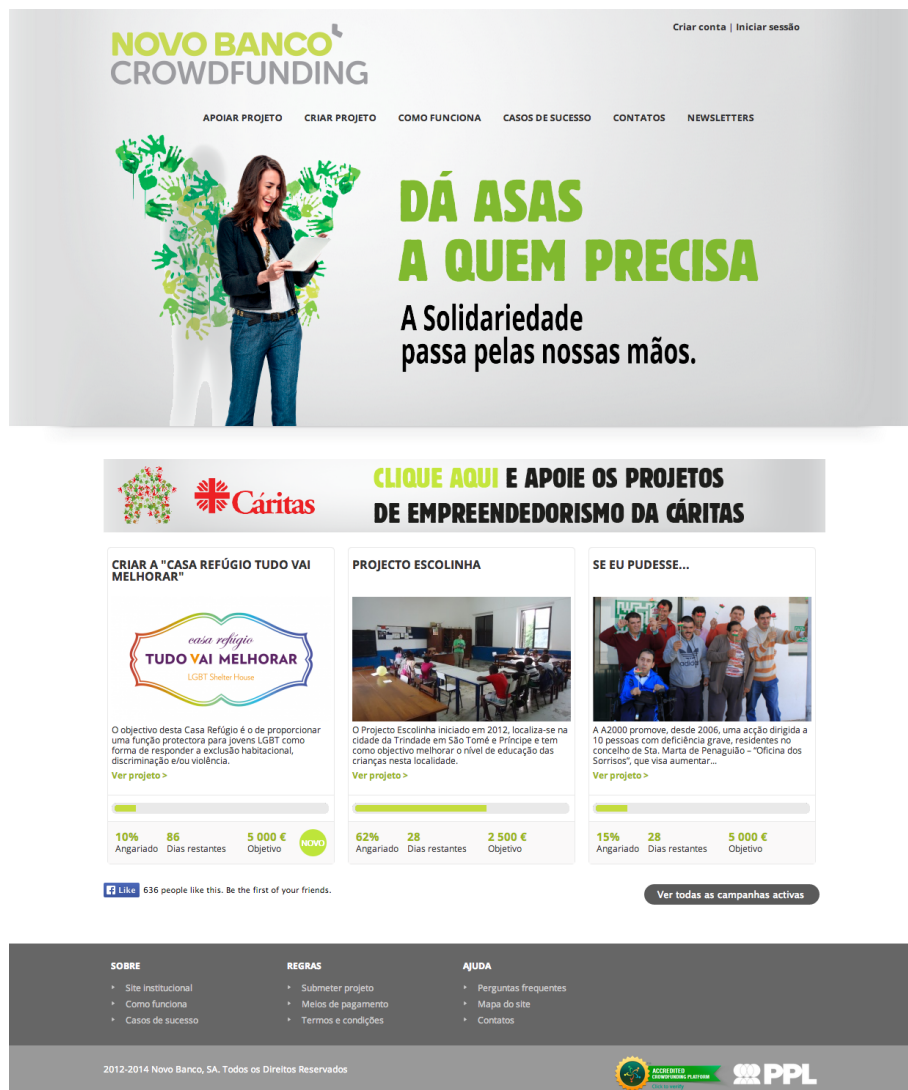 NOVO BANCO
CROWDFUNDING
Criar conta | Iniciar sessão
APOIAR PROJETO CRIAR PROJETO COMO FUNCIONA CASOS DE SUCESSO CONTATOS NEWSLETTERS
DÁ ASAS
A QUEM PRECISA
A Solidariedade
passa pelas nossas mãos.
Cáritas
CLIQUE AQUI E APOIE OS PROJETOS
DE EMPREENDEDORISMO DA CÁRITAS
CRIAR A "CASA REFÚGIO TUDO VAI
MELHORAR"
casa refúgio
TUDO VAI MELHORAR
LGBT Shelter House
O objectivo desta Casa Refúgio é o de proporcionar
uma função protectora para jovens LGBT como
forma de responder a exclusão habitacional,
discriminação e/ou violência.
Ver projeto >
10% 86 5 000 €
Angariado Dias restantes Objetivo
NOVO
PROJECTO ESCOLINHA
O Projecto Escolinha iniciado em 2012, localiza-se na
cidade da Trindade em São Tomé e Príncipe e tem
como objectivo melhorar o nível de educação das
crianças nesta localidade.
Ver projeto >
62% 28 2 500 €
Angariado Dias restantes Objetivo
SE EU PUDESSE...
adidas
A A2000 promove, desde 2006, uma acção dirigida a
10 pessoas com deficiência grave, residentes no
concelho de Sta. Marta de Penaguião – “Oficina dos
Sorrisos”, que visa aumentar...
Ver projeto >
15% 28 5 000 €
Angariado Dias restantes Objetivo
Like 636 people like this. Be the first of your friends.
Ver todas as campanhas activas
SOBRE
Site institucional
Como funciona
Casos de sucesso
REGRAS
Submeter projeto
Meios de pagamento
Termos e condições
AJUDA
Perguntas frequentes
Mapa do site
Contatos
2012-2014 Novo Banco, SA. Todos os Direitos Reservados
ACCREDITED
CROWDFUNDING PLATFORM
Click to verify
PPL